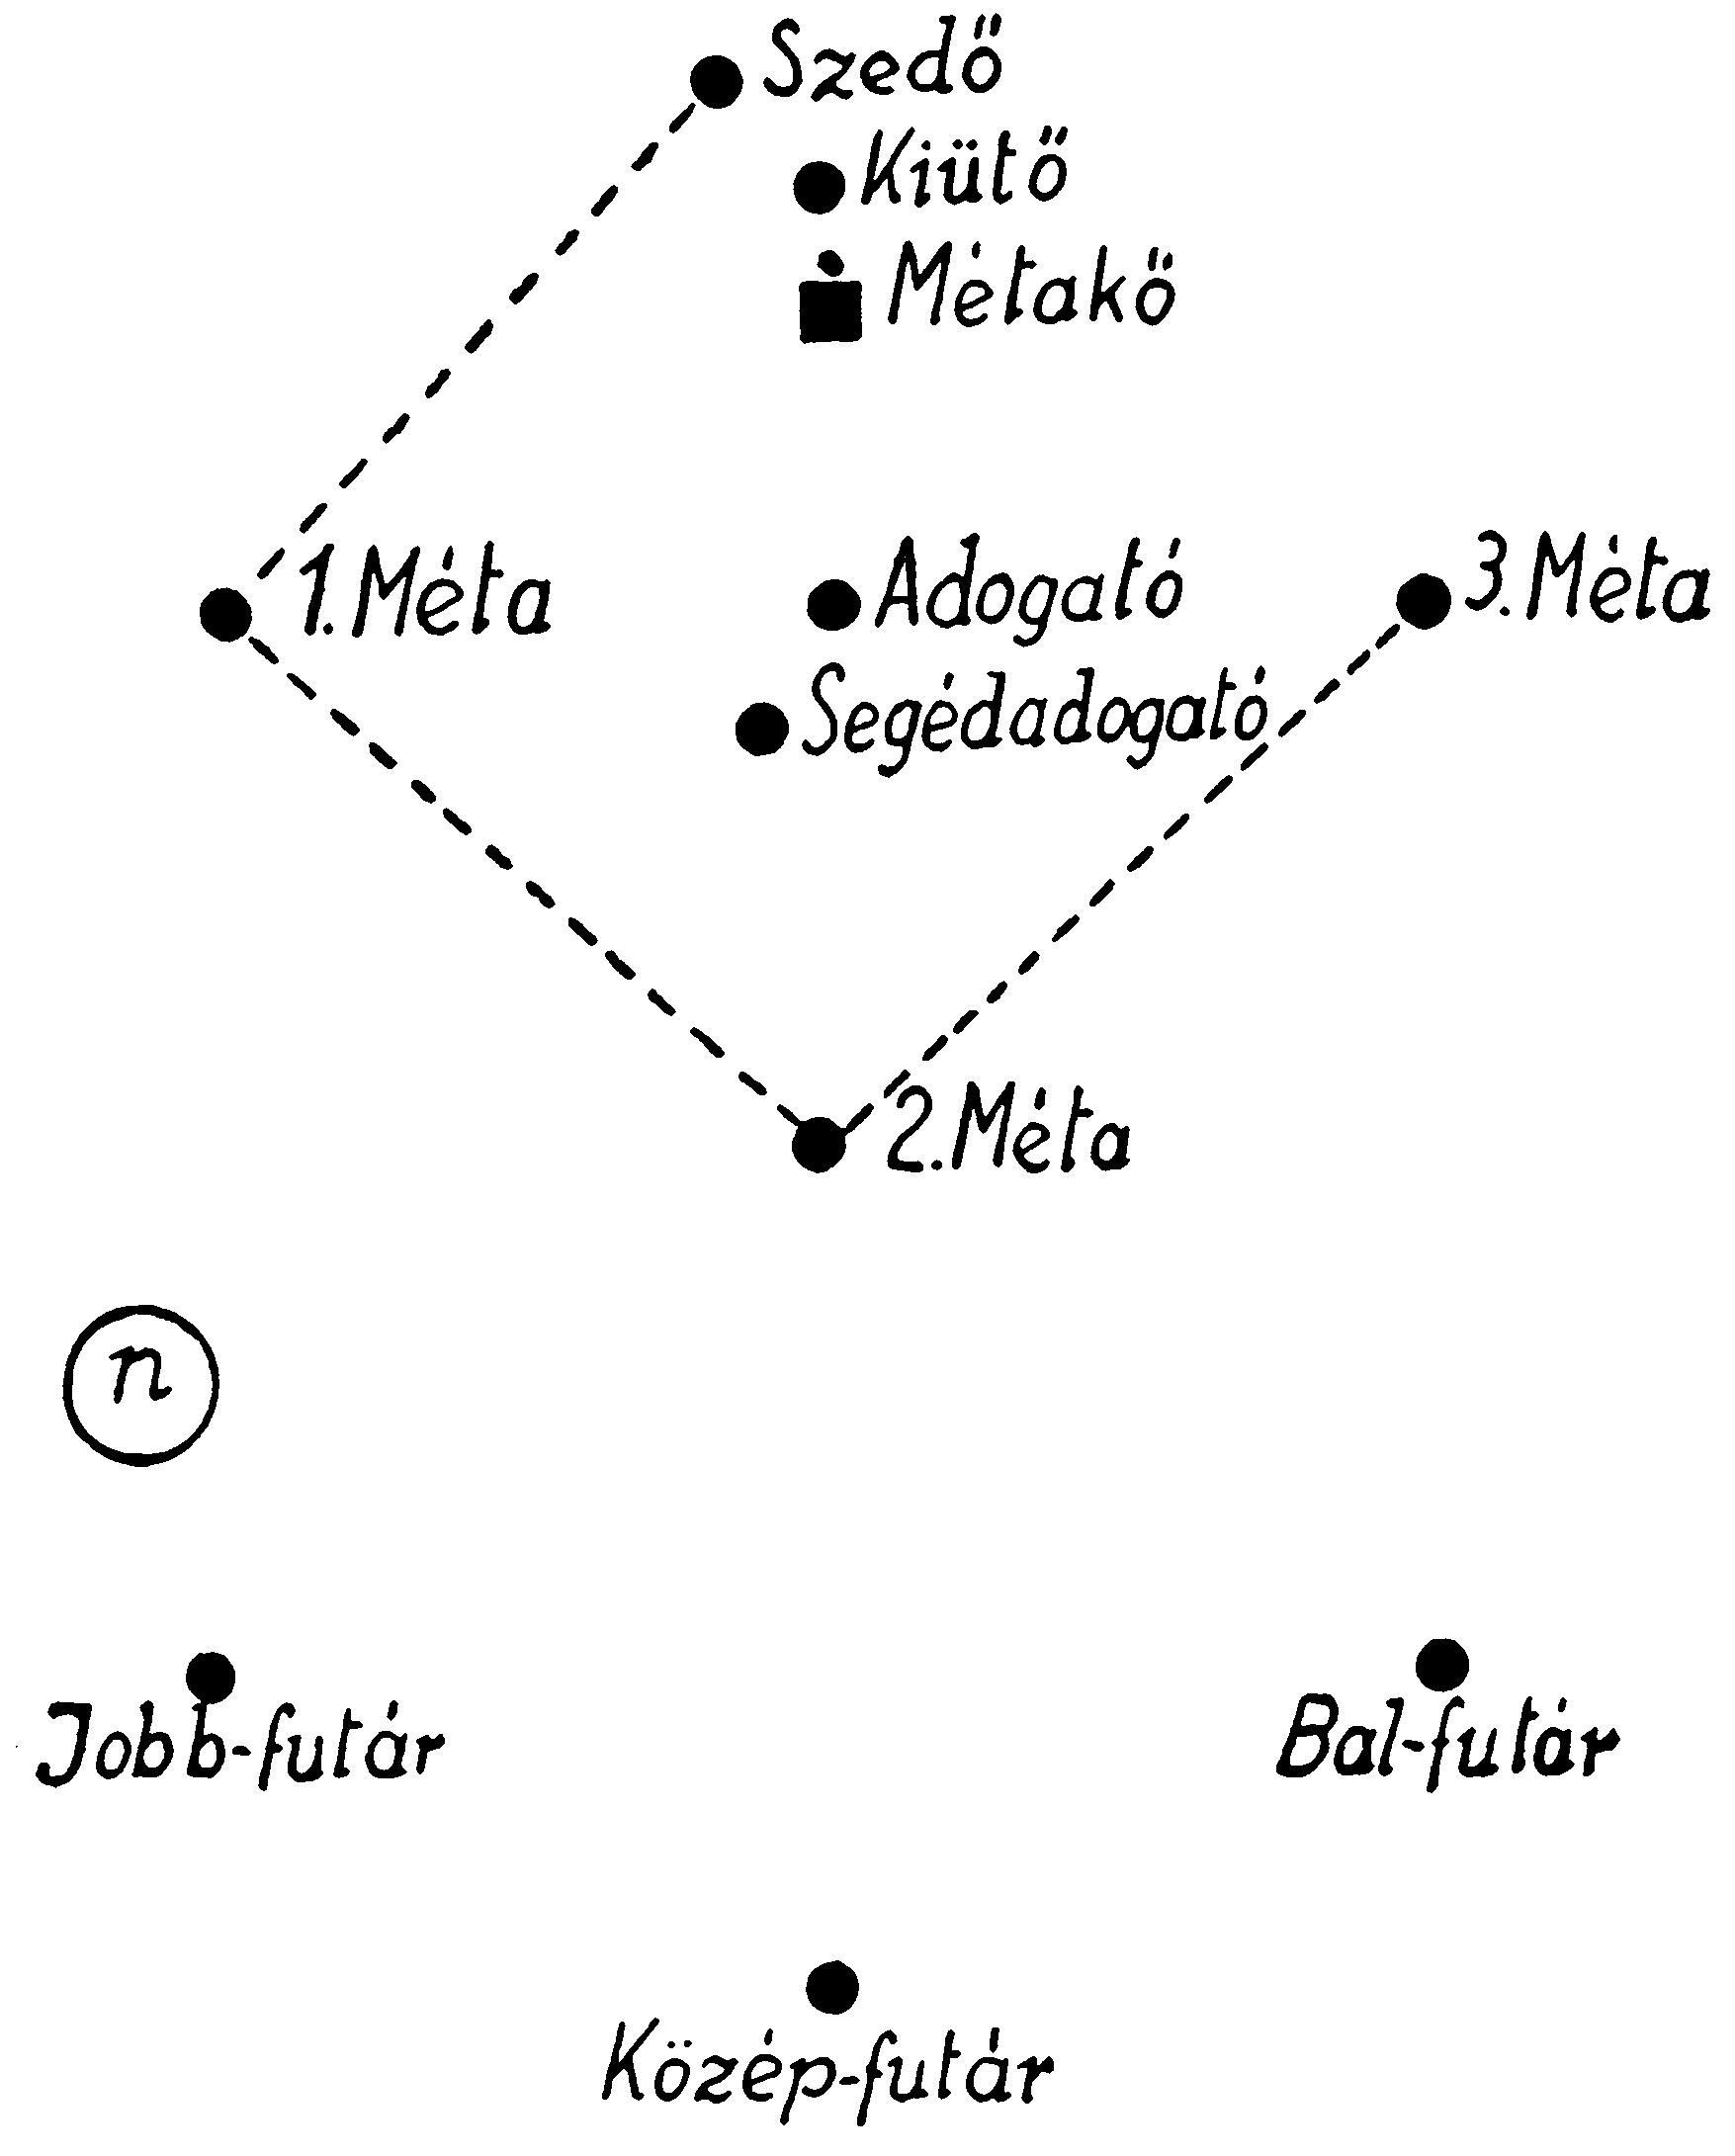 Szedő
Kiütő
Métakő
1. Méta
Adogató
3. Méta
Segédadogató
2. Méta
n
Jobb-futár
Bal-futár
Közép-futár